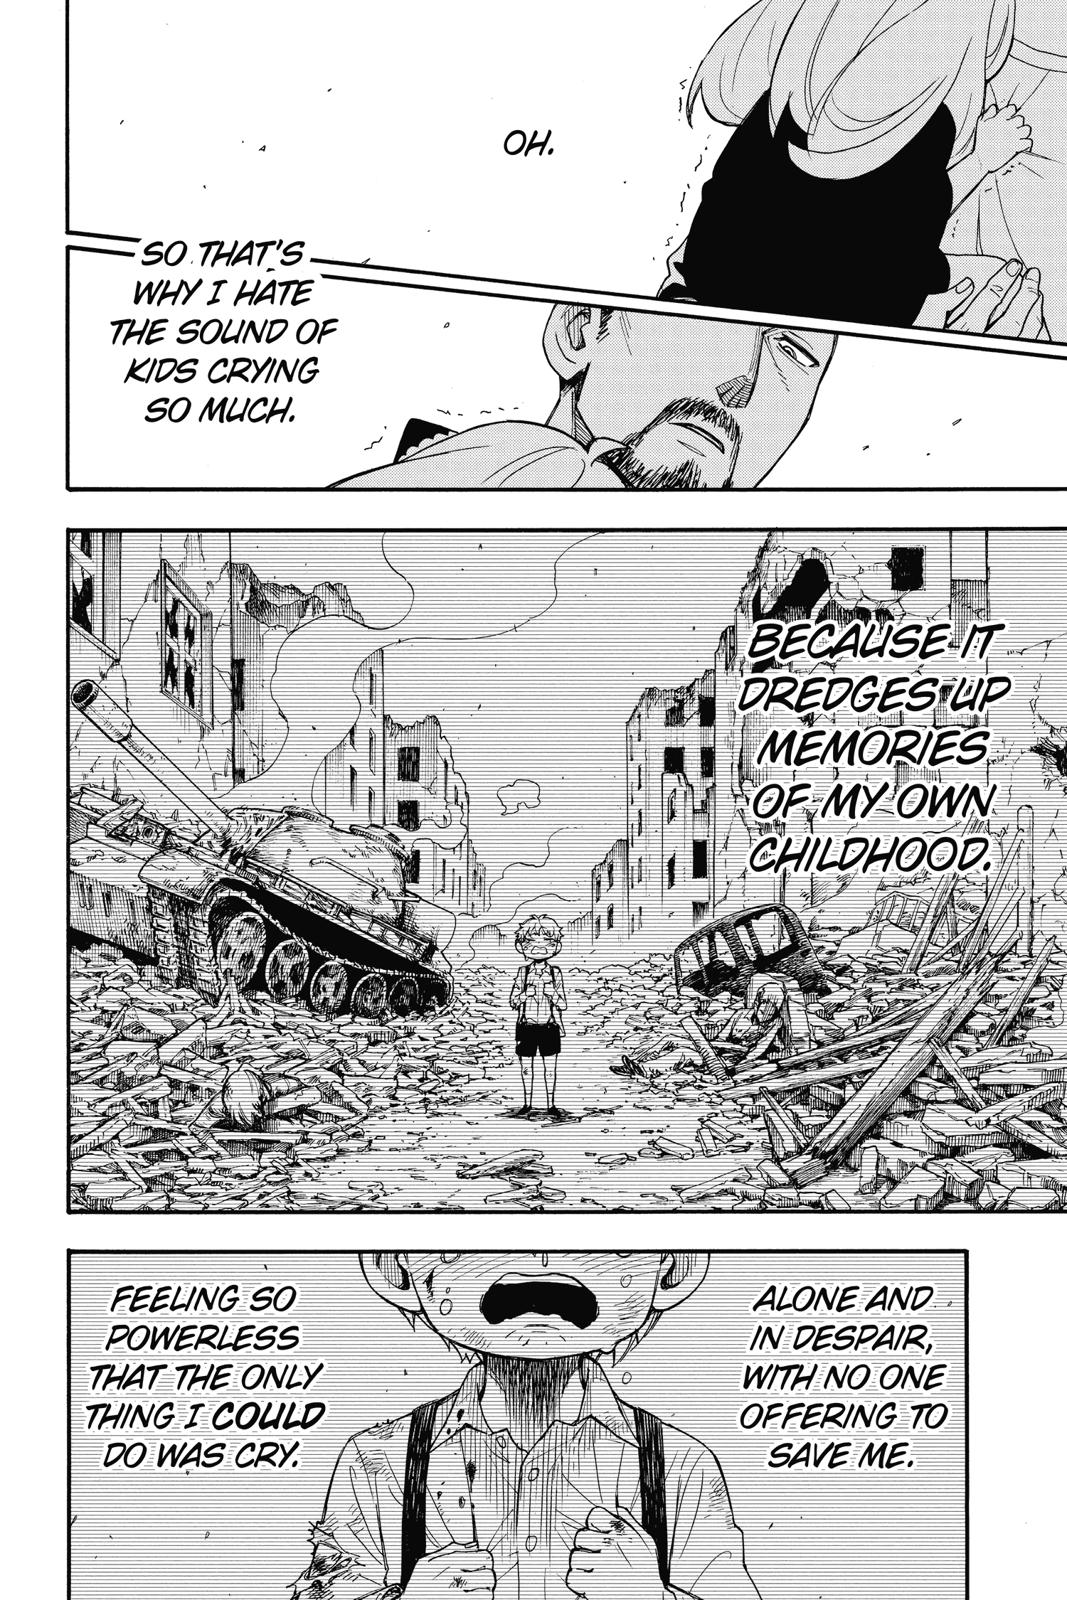 OH.
SO THAT'S
WHY I HATE
THE SOUND OF
KIDS CRYING
SO MUCH.
BECAUSE IT
DREDGES UP
MEMORIES
OF MY OWN
CHILDHOOD.
ALONE AND
IN DESPAIR,
WITH NO ONE
OFFERING TO
SAVE ME.
FEELING SO
POWERLESS
THAT THE ONLY
THING I COULD
DO WAS CRY.